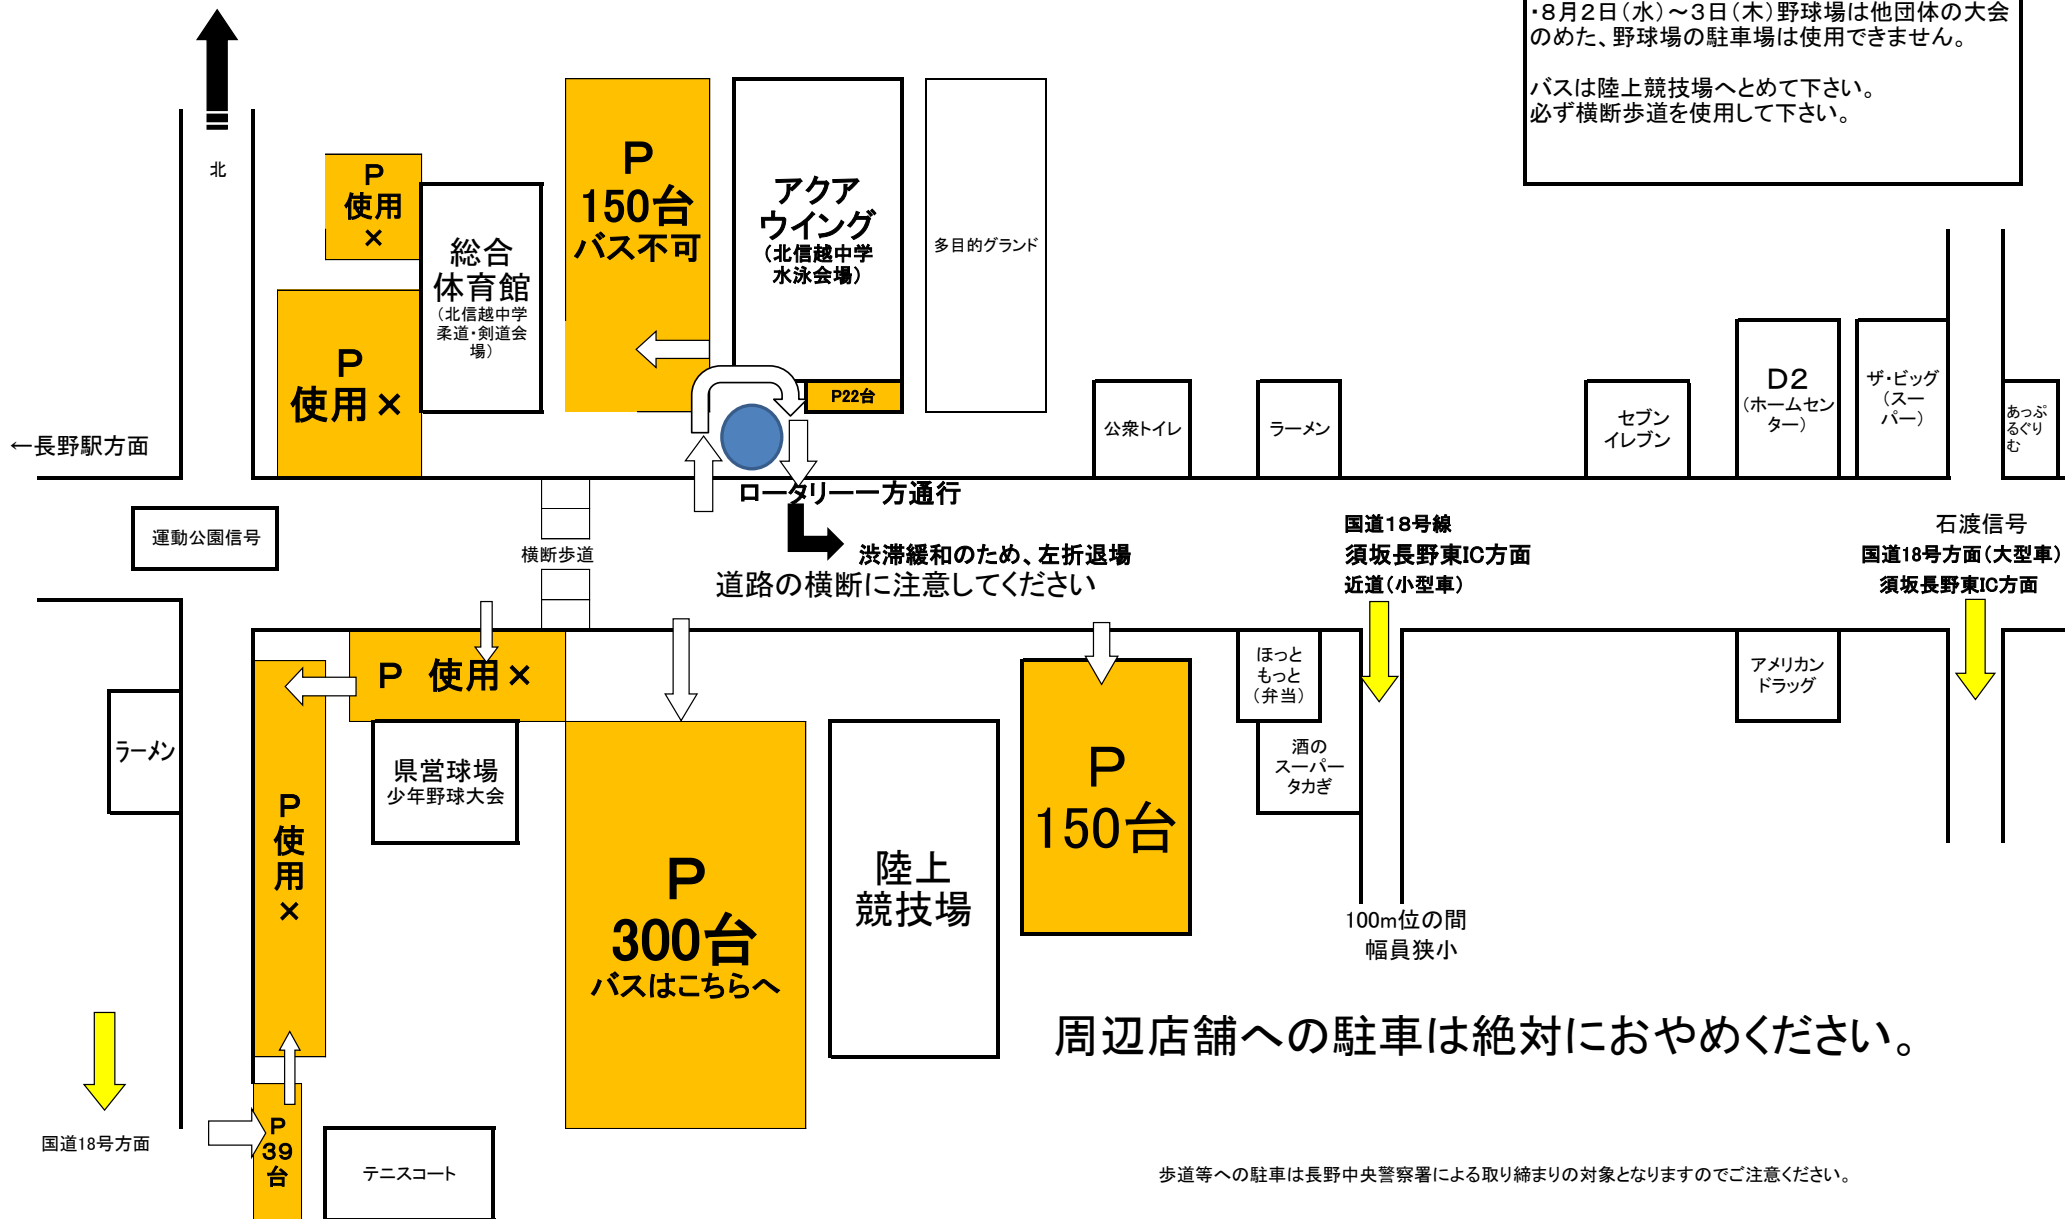 ・8月2日(水)～3日(木)野球場は他団体の大会
のめた、野球場の駐車場は使用できません。
バスは陸上競技場へとめて下さい。
必ず横断歩道を使用して下さい。
北
P
使用
×
総合
体育館
(北信越中学
柔道・剣道会
場)
P
150台
バス不可
アクア
ウイング
(北信越中学
水泳会場)
多目的グランド
P
使用×
P22台
公衆トイレ
ラーメン
セブン
イレブン
D2
(ホームセン
ター)
ザ・ビッグ
(スー
パー)
あっぷ
るぐり
む
←長野駅方面
ロータリー一方通行
運動公園信号
横断歩道
渋滞緩和のため、左折退場
道路の横断に注意してください
国道18号線
須坂長野東IC方面
近道(小型車)
石渡信号
国道18号方面(大型車)
須坂長野東IC方面
P 使用×
ほっと
もっと
(弁当)
アメリカン
ドラッグ
ラーメン
県営球場
少年野球大会
酒の
スーパー
タカぎ
P
使
用
×
P
300台
バスはこちらへ
陸上
競技場
P
150台
100m位の間
幅員狭小
周辺店舗への駐車は絶対におやめください。
国道18号方面
P
39
台
テニスコート
歩道等への駐車は長野中央警察署による取り締まりの対象となりますのでご注意ください。